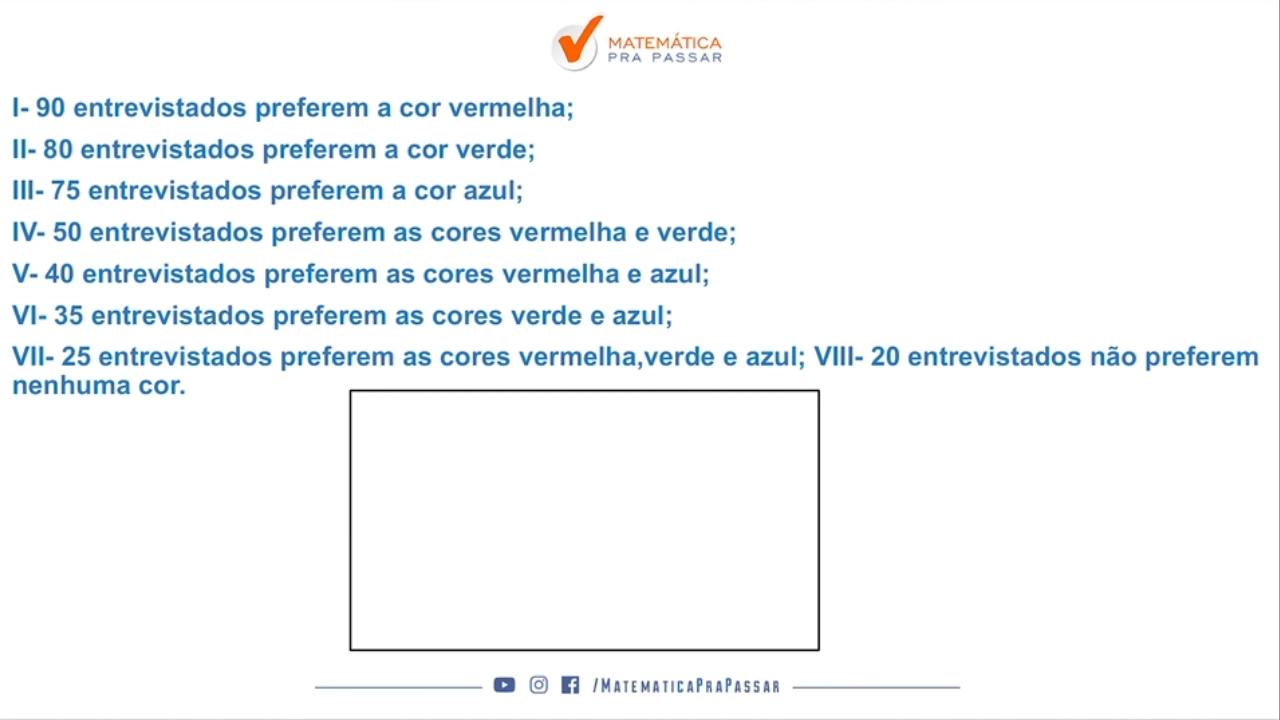 MATEMÁTICA
PRA PASSAR
I- 90 entrevistados preferem a cor vermelha;
II- 80 entrevistados preferem a cor verde;
III- 75 entrevistados preferem a cor azul;
IV- 50 entrevistados preferem as cores vermelha e verde;
V- 40 entrevistados preferem as cores vermelha e azul;
VI- 35 entrevistados preferem as cores verde e azul;
VII- 25 entrevistados preferem as cores vermelha,verde e azul; VIII- 20 entrevistados não preferem
nenhuma cor.
/MATEMATICAPRAPASSAR